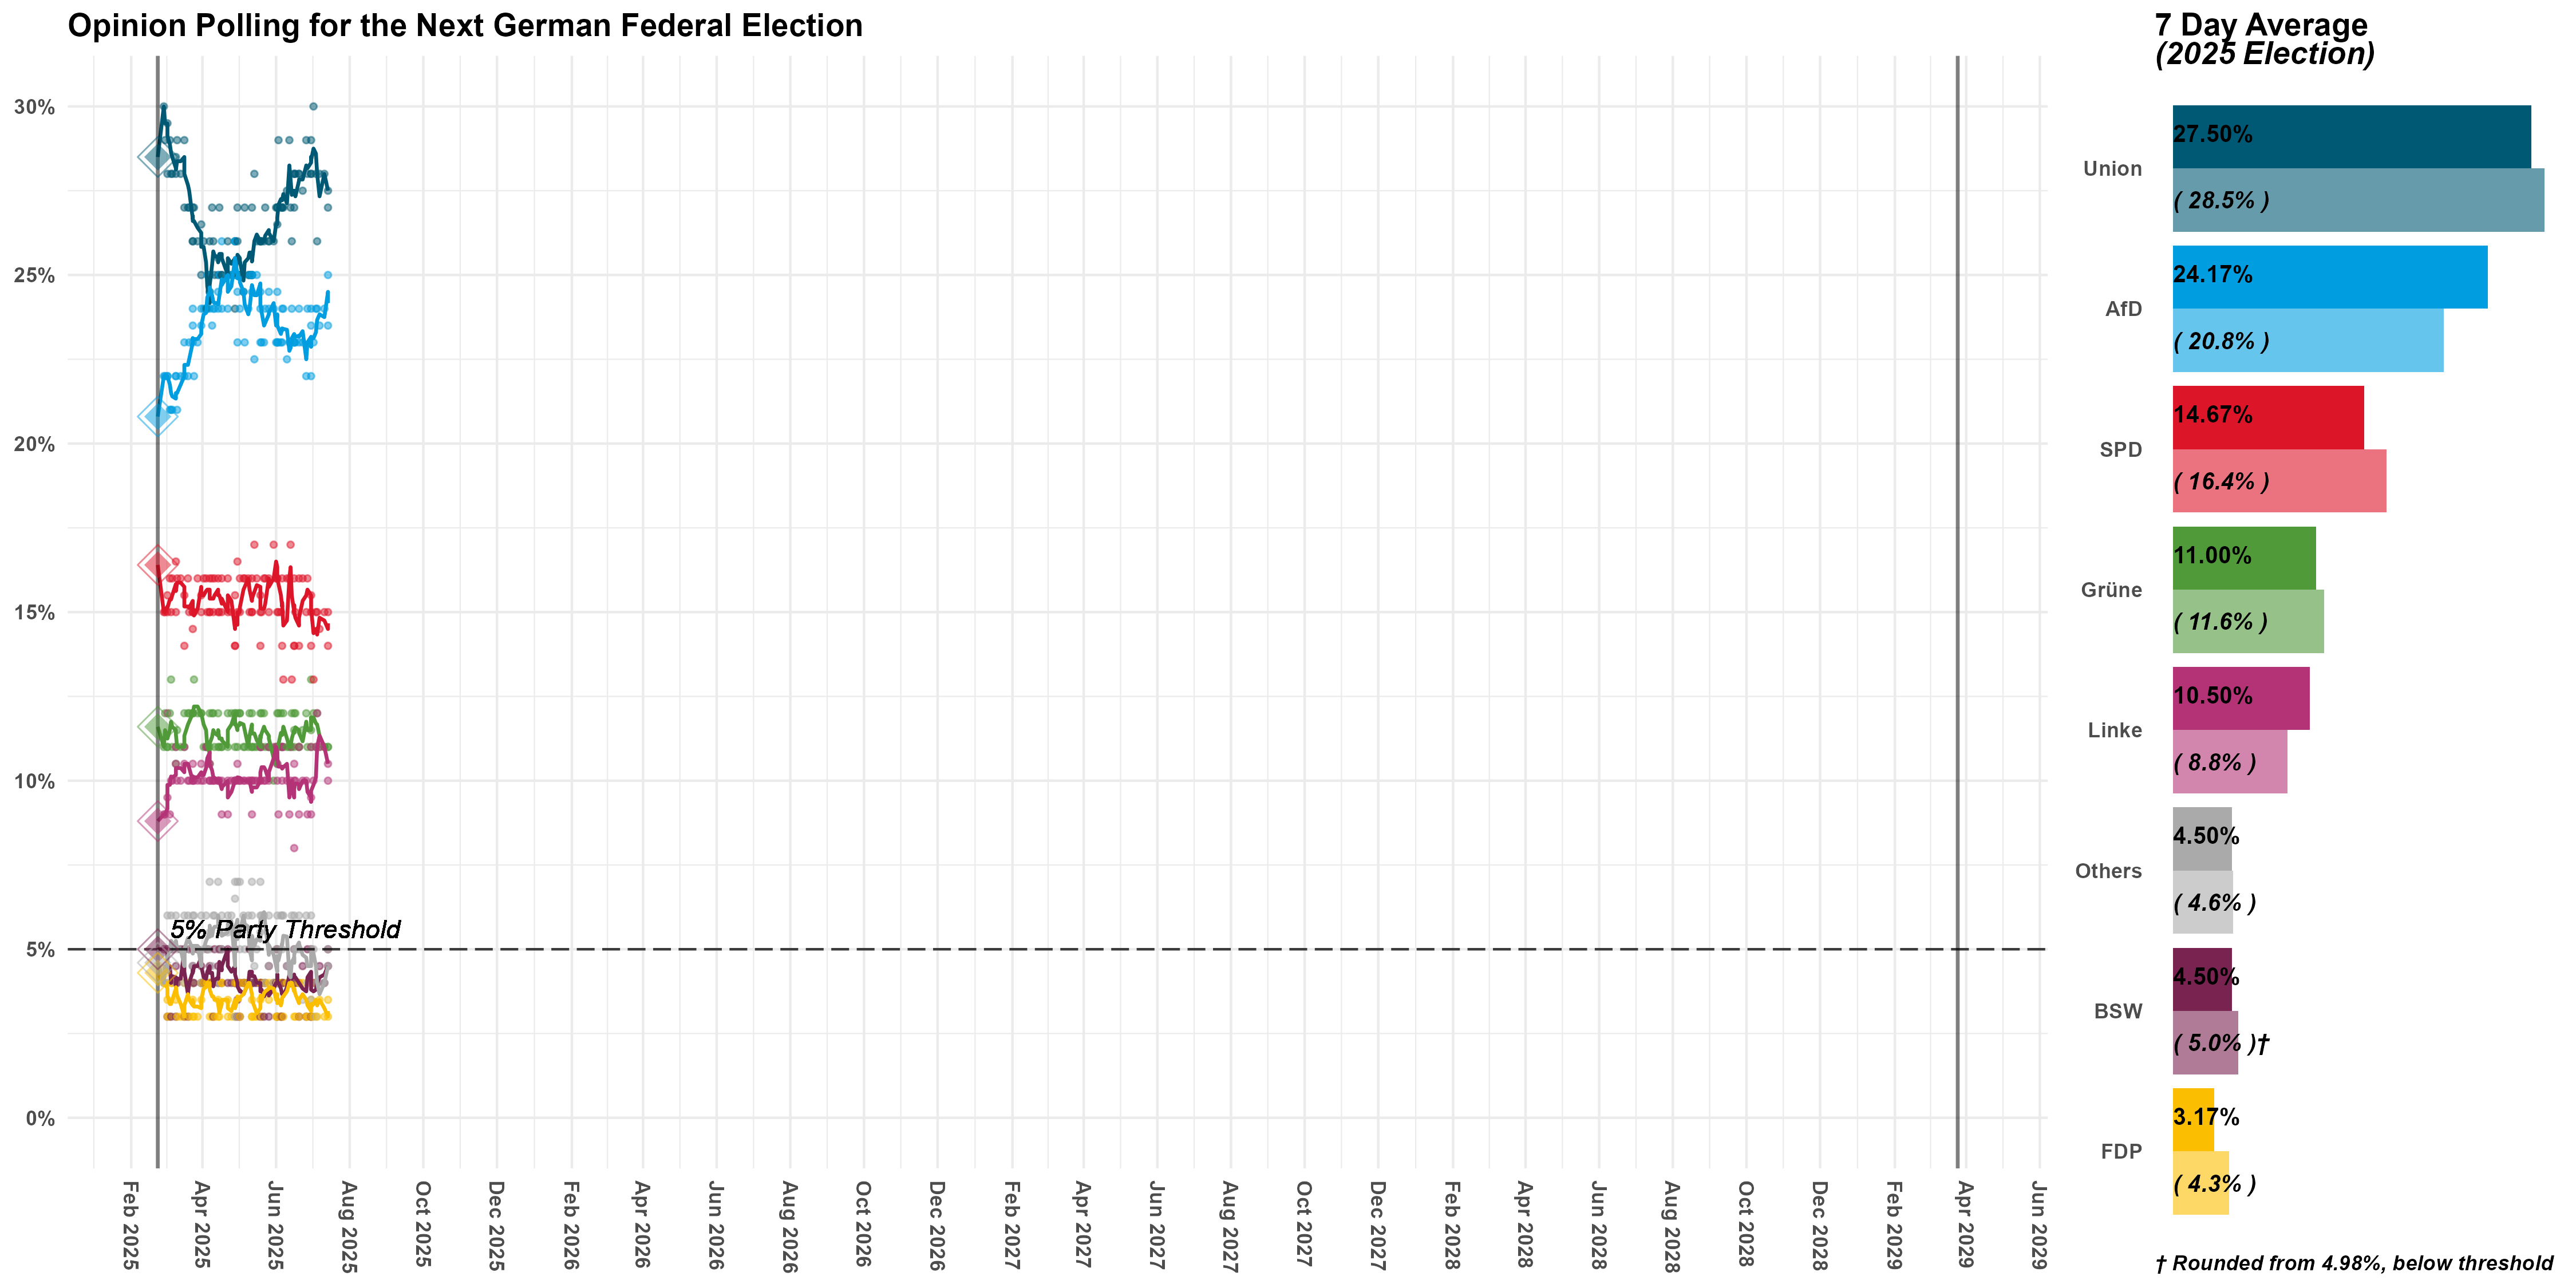 Opinion Polling for the Next German Federal Election
30%
25%
20%
15%
10%
5%
0%
5% Party Threshold
Feb 2025
Apr 2025
Jun 2025
Aug 2025
Oct 2025
Dec 2025
Feb 2026
Apr 2026
Jun 2026
Aug 2026
Oct 2026
Dec 2026
Feb 2027
Apr 2027
Jun 2027
Aug 2027
Oct 2027
Dec 2027
Feb 2028
Apr 2028
Jun 2028
Aug 2028
Oct 2028
Dec 2028
Feb 2029
Apr 2029
Jun 2029
7 Day Average
(2025 Election)
Union
27.50%
( 28.5% )
AfD
24.17%
( 20.8% )
SPD
14.67%
( 16.4% )
Grüne
11.00%
( 11.6% )
Linke
10.50%
( 8.8% )
Others
4.50%
( 4.6% )
BSW
4.50%
( 5.0% )†
FDP
3.17%
( 4.3% )
† Rounded from 4.98%, below threshold